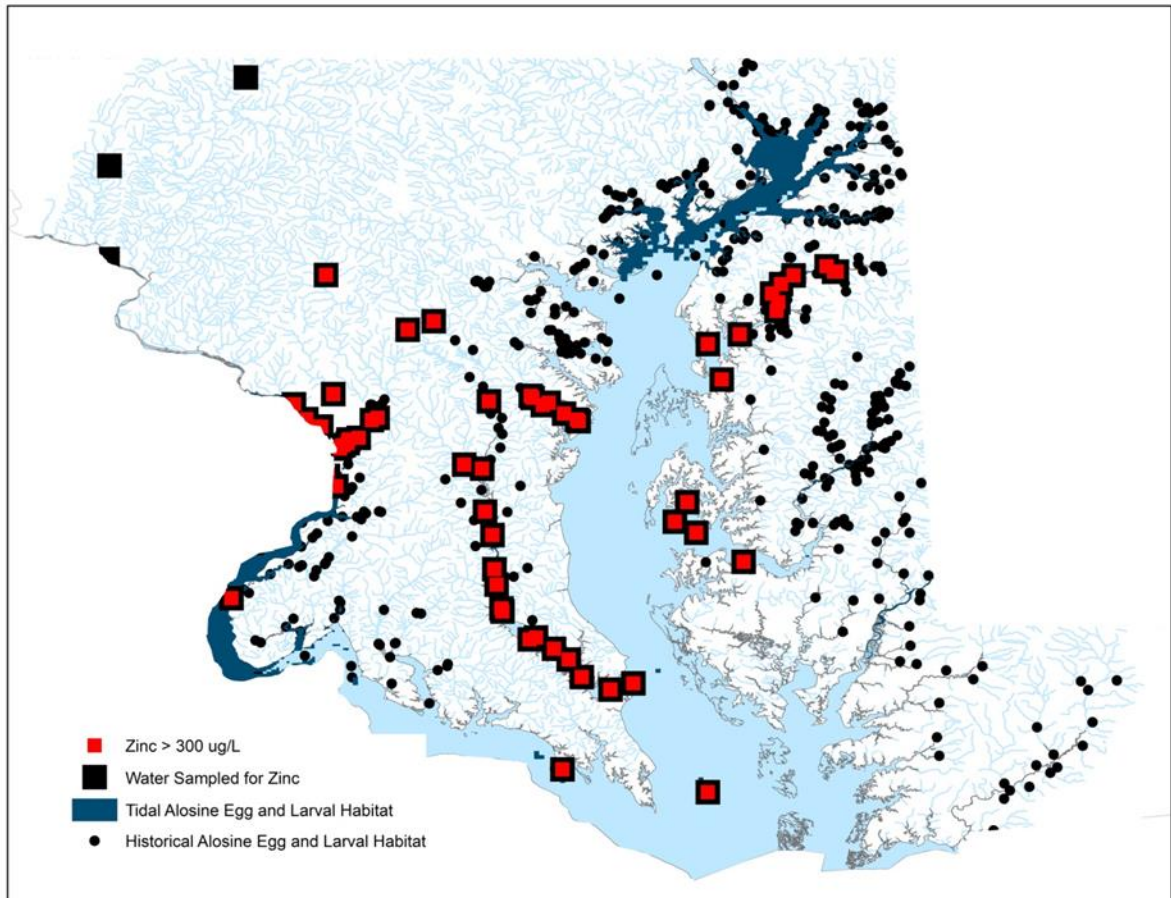 Zinc > 300 ug/L
Water Sampled for Zinc
Tidal Alosine Egg and Larval Habitat
Historical Alosine Egg and Larval Habitat